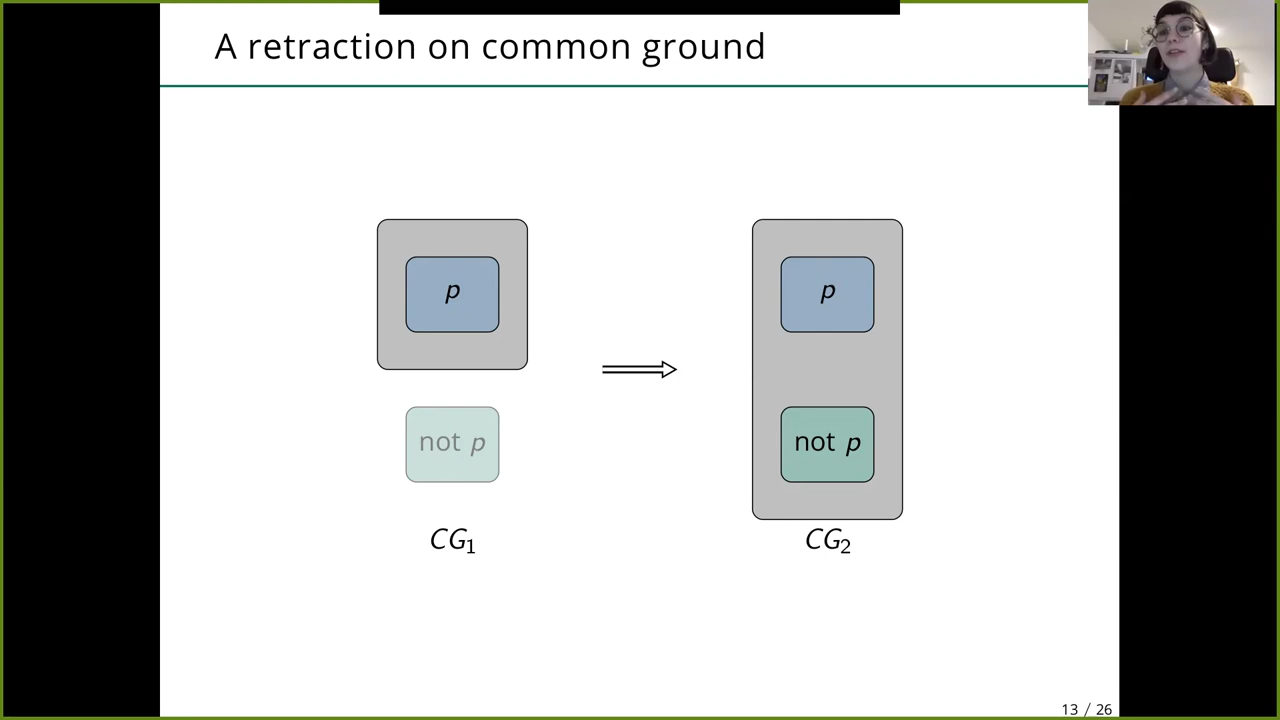 A retraction on common ground
p
p
not p
not p
CG₁
CG₂
13 / 26